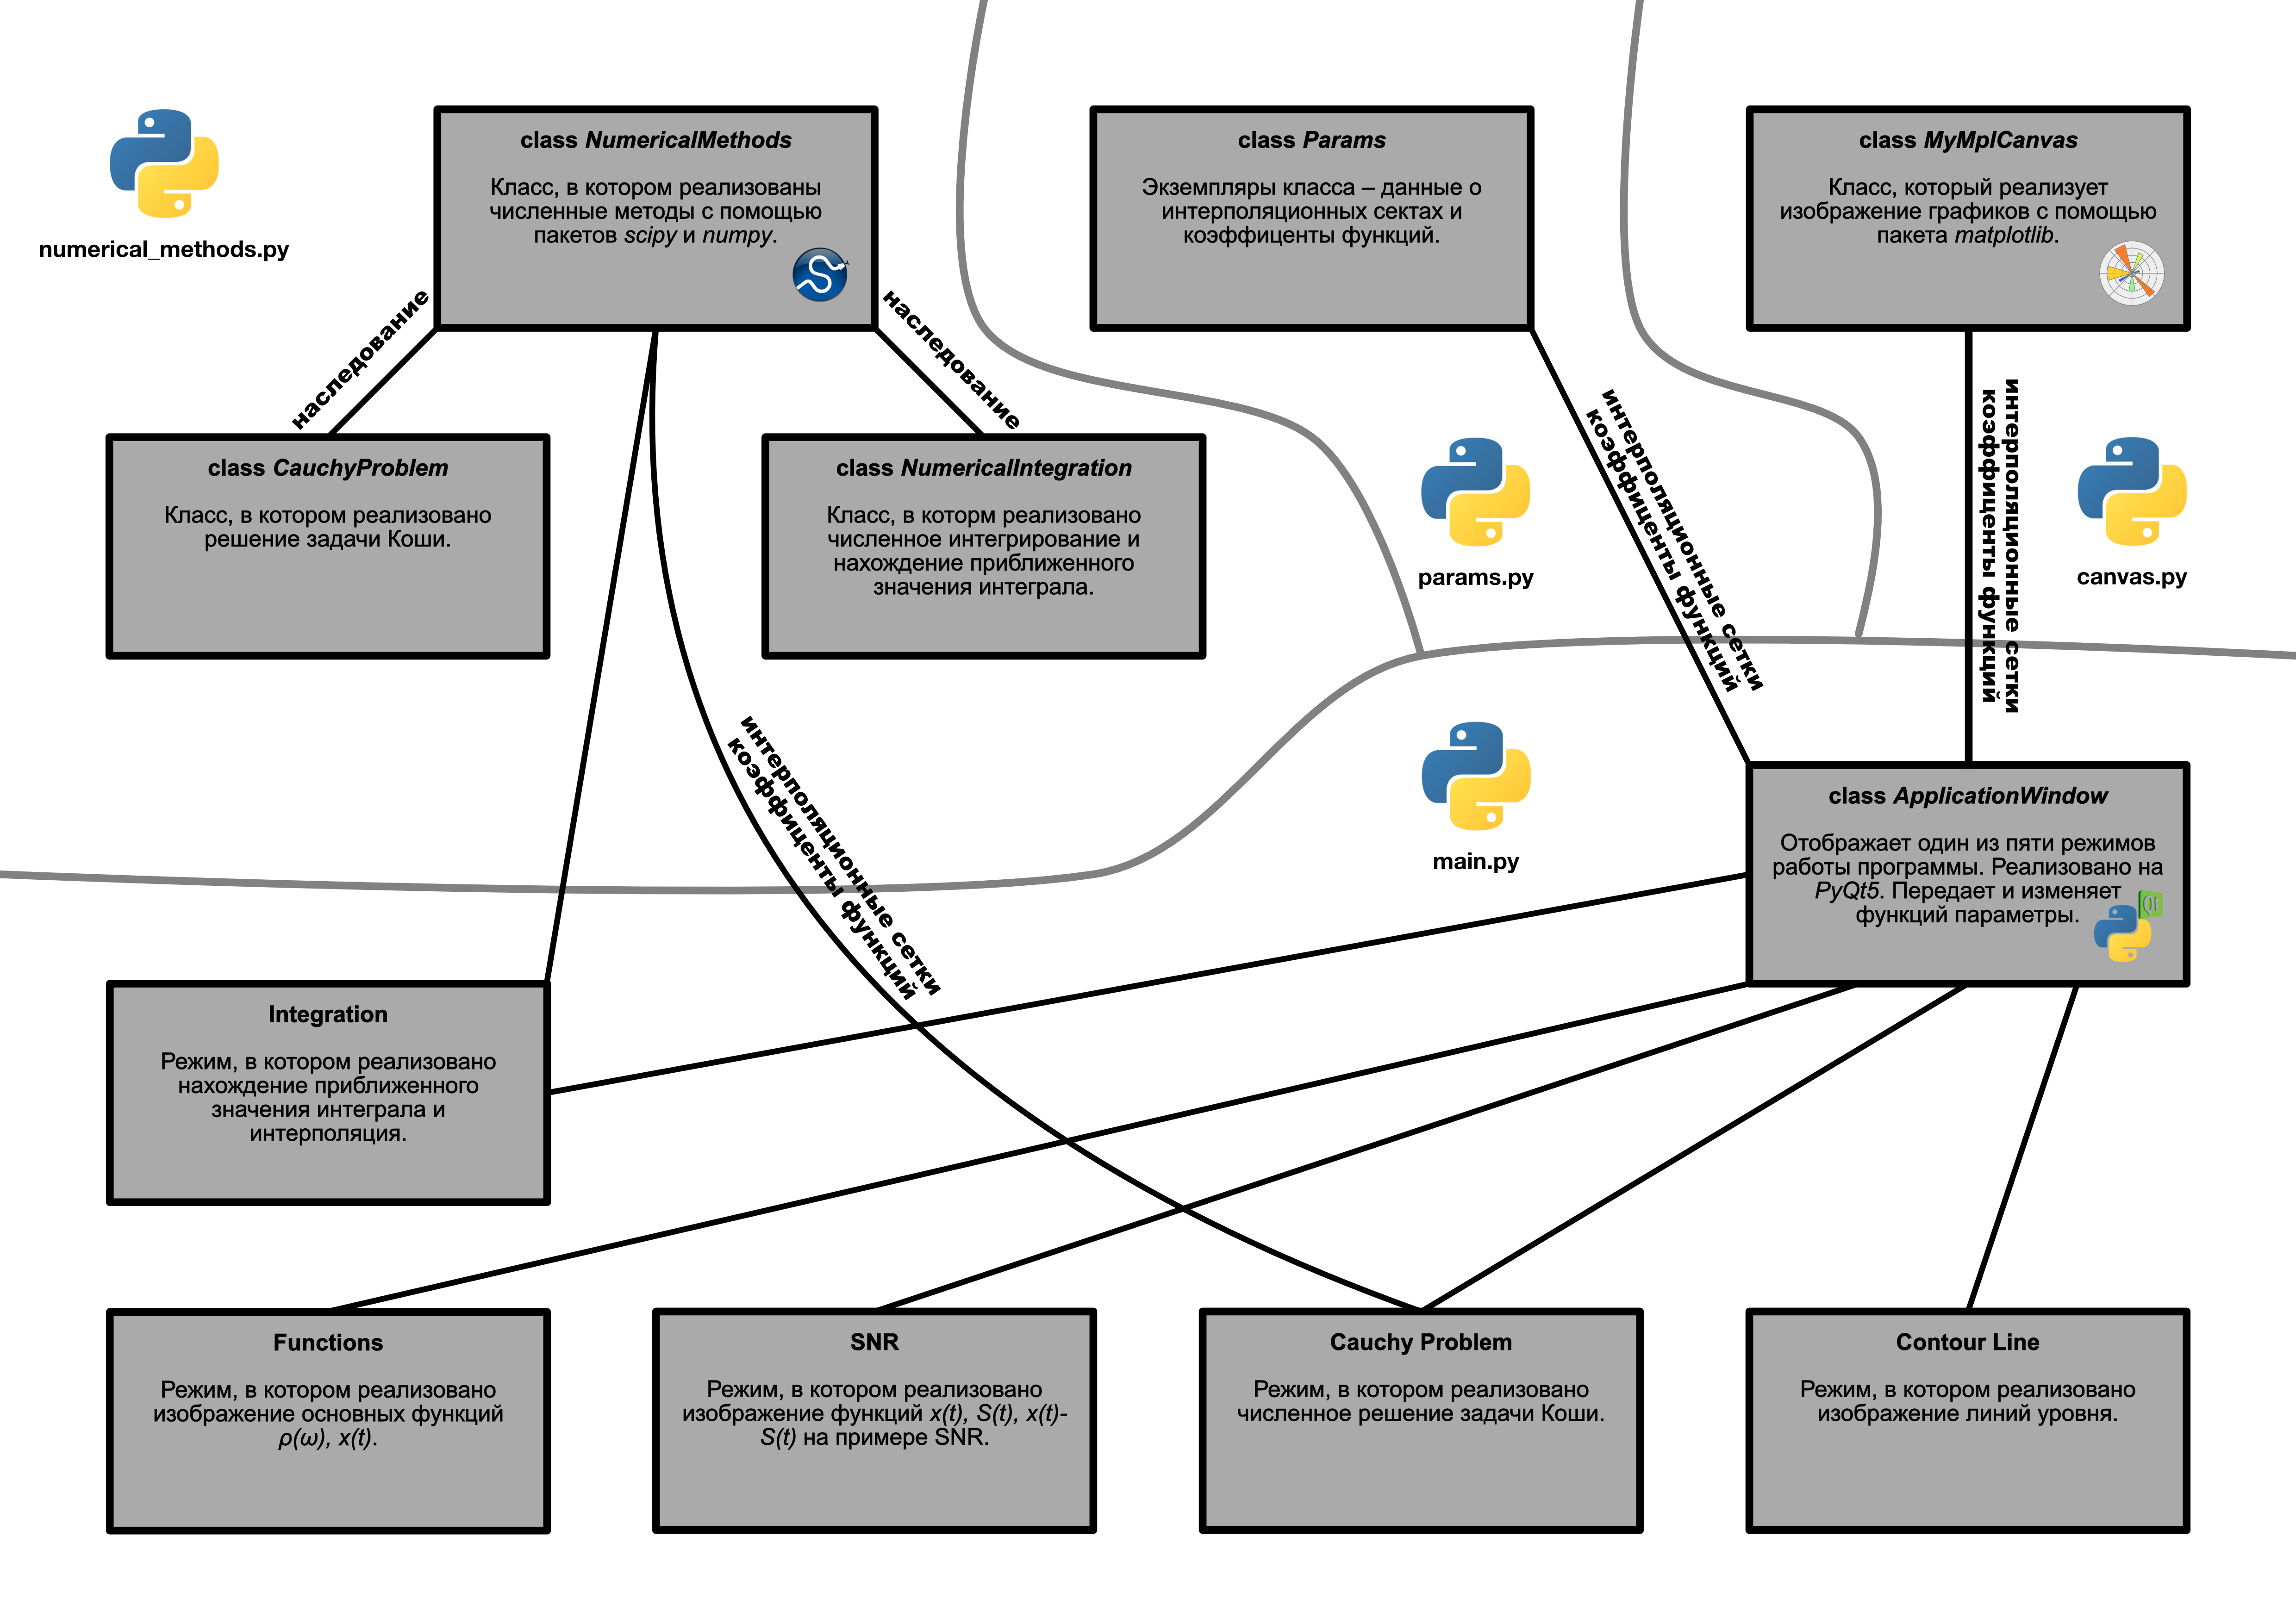 numerical_methods.py
class NumericalMethods
Класс, в котором реализованы
численные методы с помощью
пакетов scipy и numpy.
class Params
Экземпляры класса – данные о
интерполяционных сектах и
коэффиценты функций.
class MyMplCanvas
Класс, который реализует
изображение графиков с помощью
пакета matplotlib.
наследование
наследование
class CauchyProblem
Класс, в котором реализовано
решение задачи Коши.
class NumericalIntegration
Класс, в которм реализовано
численное интегрирование и
нахождение приближенного
значения интеграла.
params.py
canvas.py
интерполяционные сетки
коэффиценты функций
интерполяционные сетки
коэффиценты функций
интерполяционные сетки
коэффиценты функций
main.py
class ApplicationWindow
Отображает один из пяти режимов
работы программы. Реализовано на
PyQt5. Передает и изменяет
функций параметры.
Qt
Integration
Режим, в котором реализовано
нахождение приближенного
значения интеграла и
интерполяция.
Functions
Режим, в котором реализовано
изображение основных функций
ρ(ω), x(t).
SNR
Режим, в котором реализовано
изображение функций x(t), S(t), x(t)-
S(t) на примере SNR.
Cauchy Problem
Режим, в котором реализовано
численное решение задачи Коши.
Contour Line
Режим, в котором реализовано
изображение линий уровня.